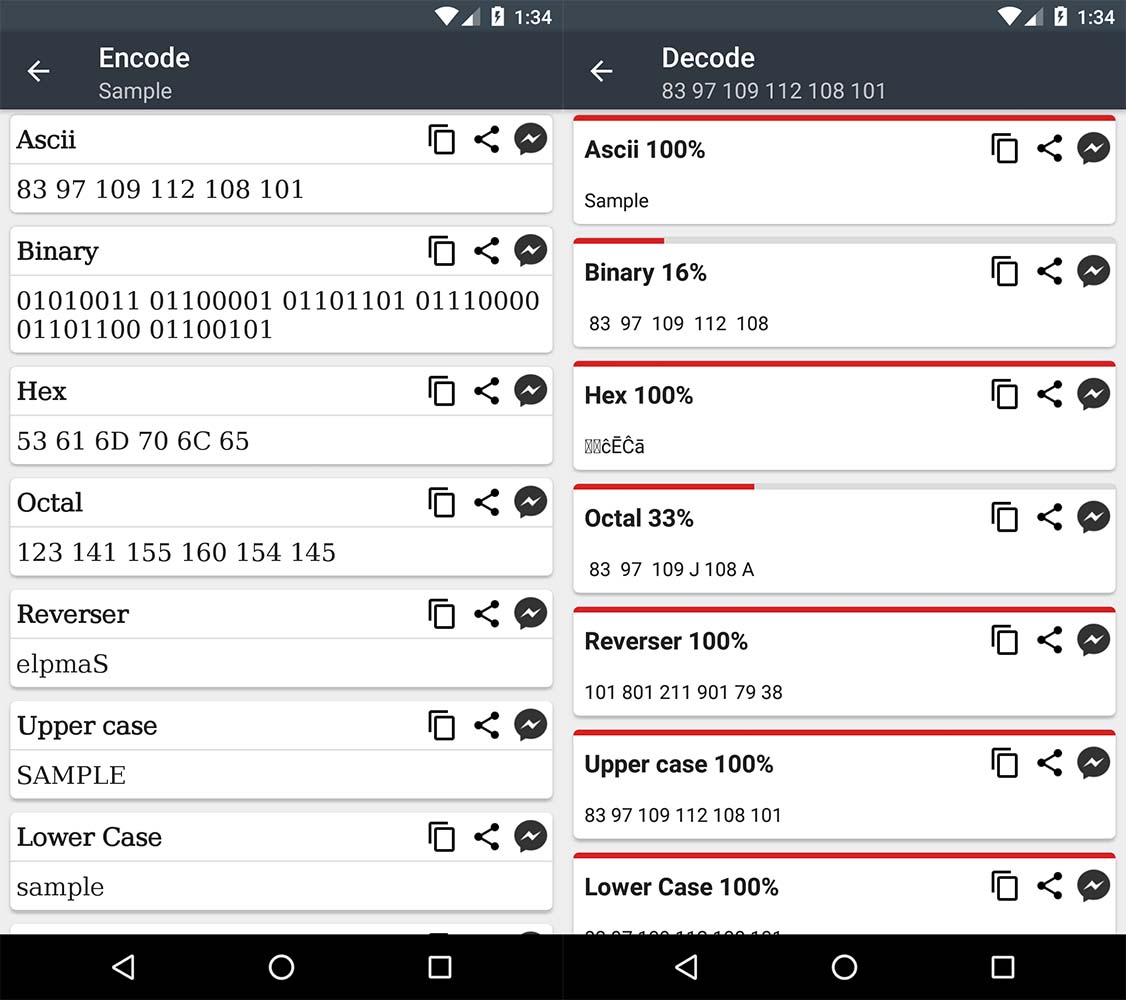 1:34
Encode
Sample
Ascii
83 97 109 112 108 101
Binary
01010011 01100001 01101101 01110000
01101100 01100101
Hex
53 61 6D 70 6C 65
Octal
123 141 155 160 154 145
Reverser
elpmaS
Upper case
SAMPLE
Lower Case
sample
1:34
Decode
83 97 109 112 108 101
Ascii 100%
Sample
Binary 16%
83 97 109 112 108
Hex 100%
ĉĒĈā
Octal 33%
83 97 109 J 108 A
Reverser 100%
101 801 211 901 79 38
Upper case 100%
83 97 109 112 108 101
Lower Case 100%